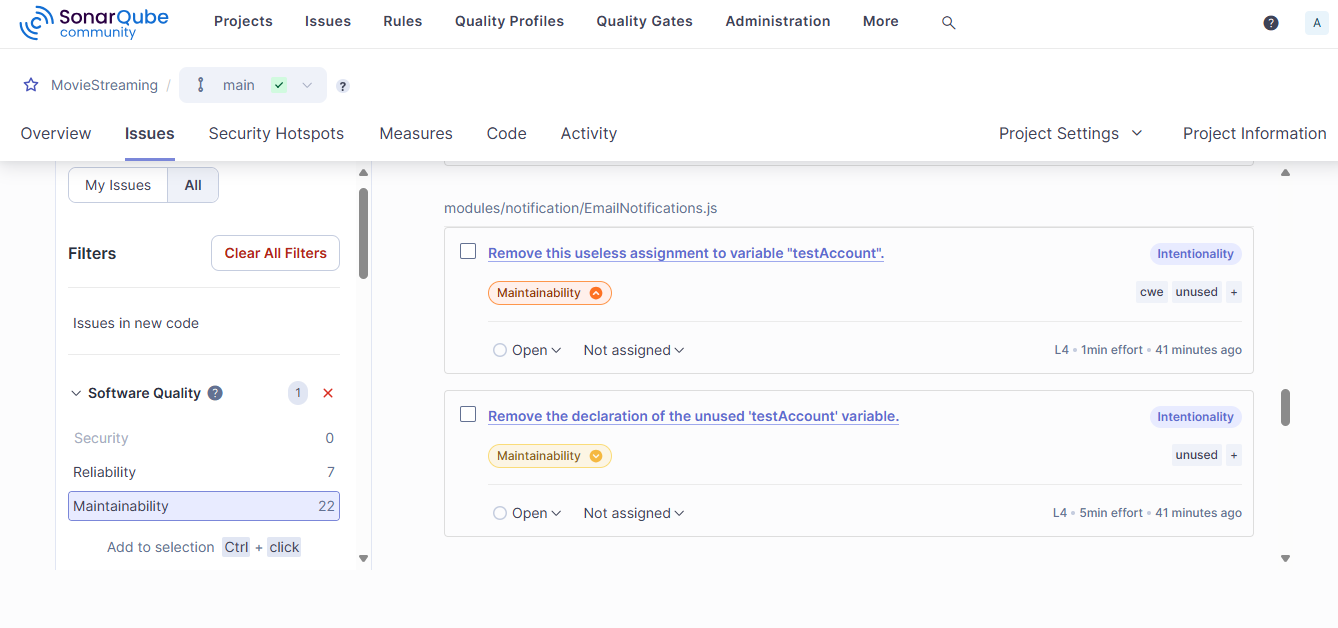 SonarQube
community
Projects
Issues
Rules
Quality Profiles
Quality Gates
Administration
More
?
A
MovieStreaming / main ?
Overview
Issues
Security Hotspots
Measures
Code
Activity
Project Settings
Project Information
My Issues
All
Filters
Clear All Filters
Issues in new code
Software Quality ? 1
Security 0
Reliability 7
Maintainability 22
Add to selection Ctrl + click
modules/notification/EmailNotifications.js
Remove this useless assignment to variable "testAccount".
Intentionality
Maintainability
cwe unused +
Open Not assigned
L4 • 1min effort • 41 minutes ago
Remove the declaration of the unused 'testAccount' variable.
Intentionality
Maintainability
unused +
Open Not assigned
L4 • 5min effort • 41 minutes ago